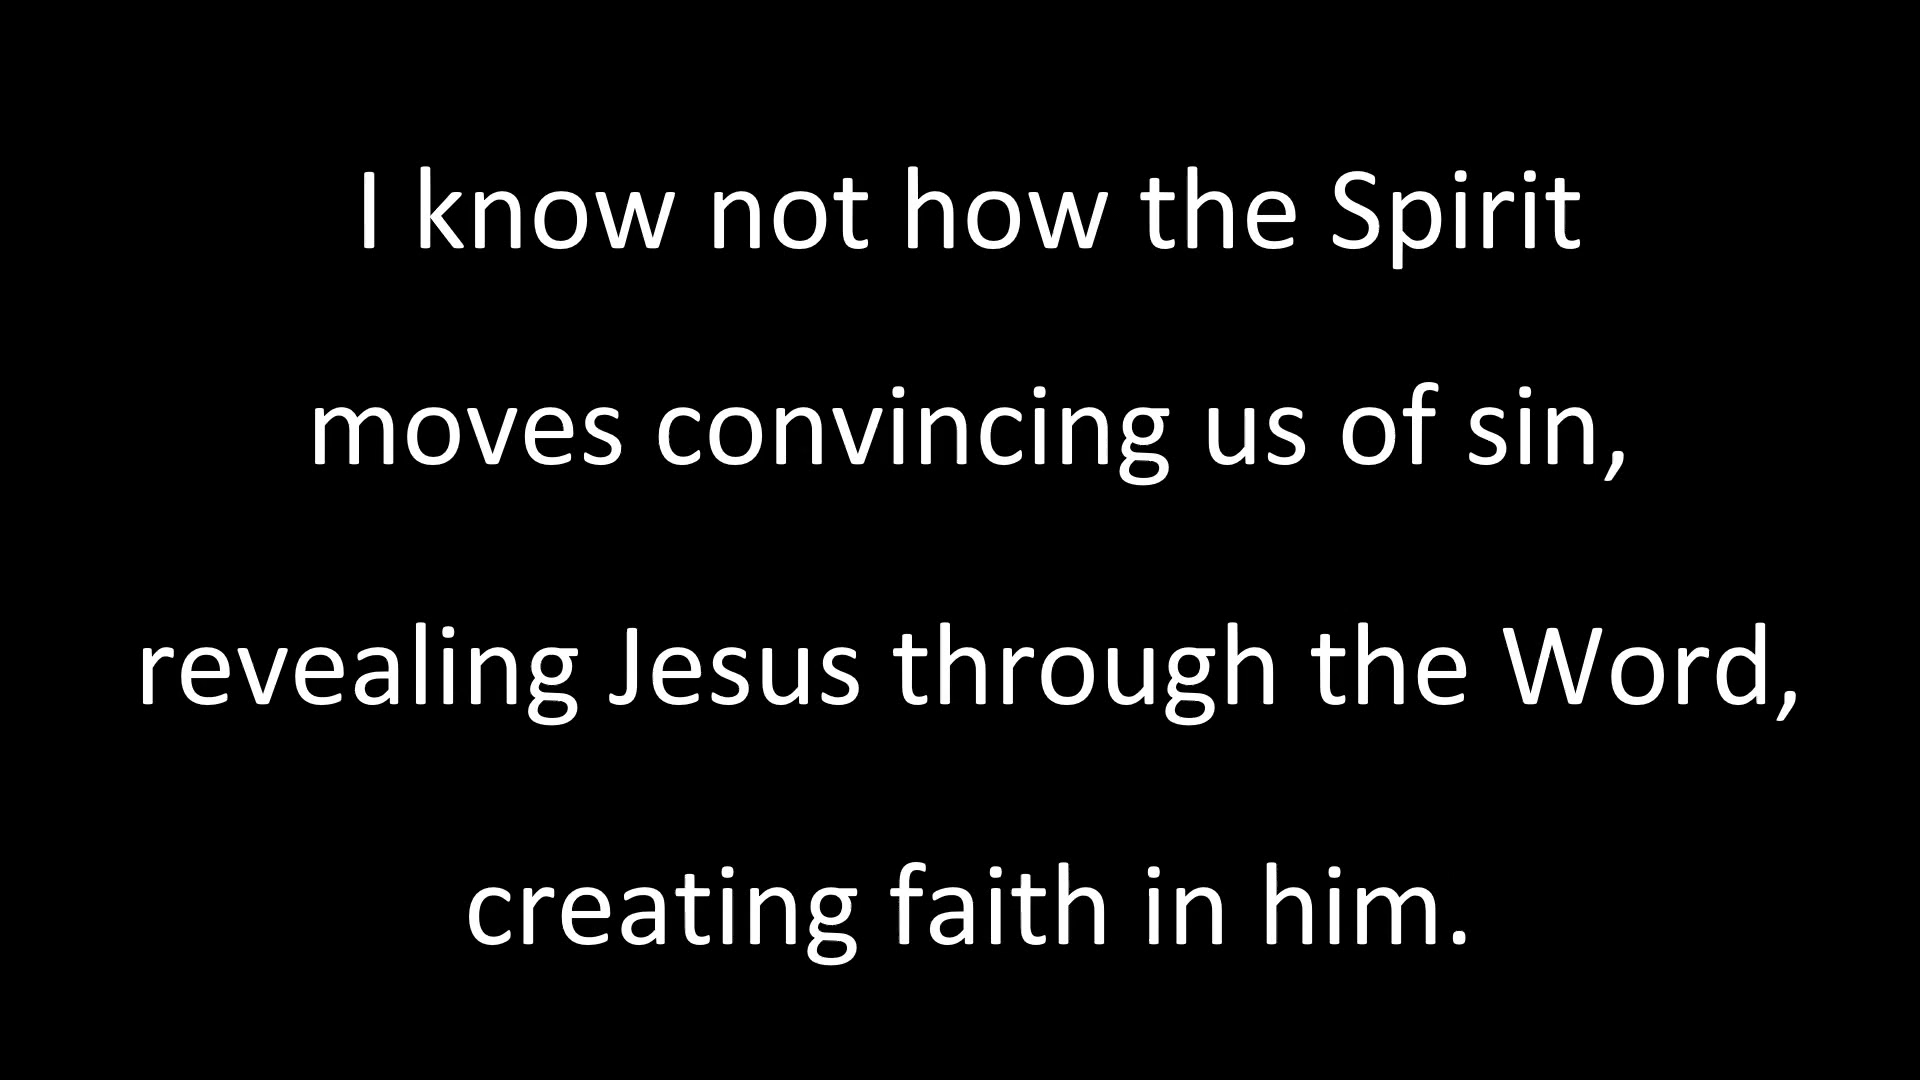 I know not how the Spirit
moves convincing us of sin,
revealing Jesus through the Word,
creating faith in him.